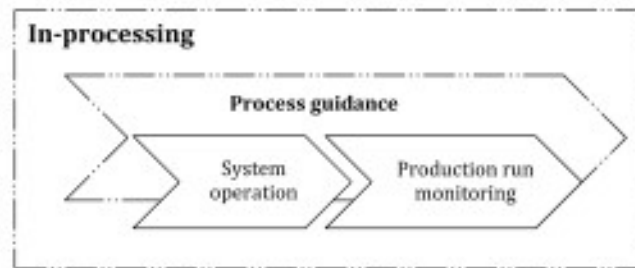 In-processing
Process guidance
System
operation
Production run
monitoring